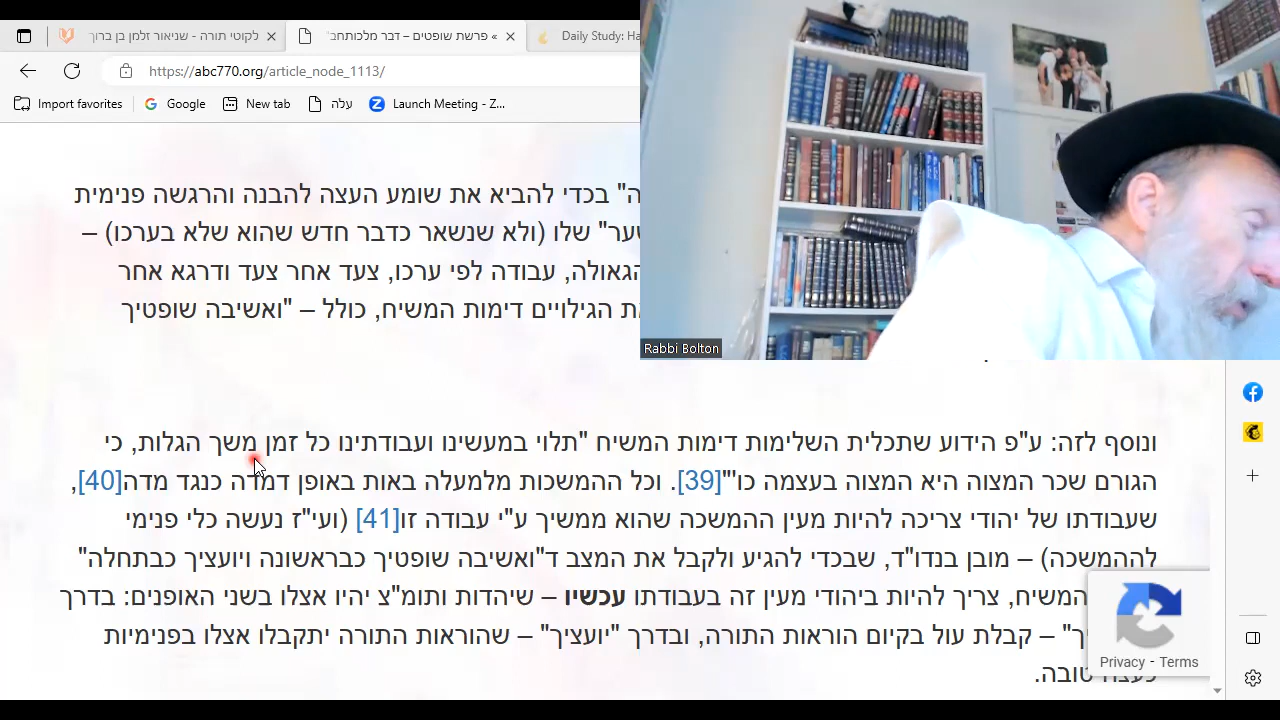 לקוטי תורה - שניאור זלמן בן ברוך
» פרשת שופטים – דבר מלכותחב
Daily Study: Ha
https://abc770.org/article_node_1113/
Import favorites Google New tab עלה Launch Meeting - Z...
ה" בכדי להביא את שומע העצה להבנה והרגשה פנימית
שער" שלו (ולא שנשאר כדבר חדש שהוא שלא בערכו) –
הגאולה, עבודה לפי ערכו, צעד אחר צעד ודרגא אחר
ת הגילויים דימות המשיח, כולל – "ואשיבה שופטיך
Rabbi Bolton
ונוסף לזה: ע"פ הידוע שתכלית השלימות דימות המשיח "תלוי במעשינו ועבודתינו כל זמן משך הגלות, כי
הגורם שכר המצוה היא המצוה בעצמה כו'"[39]. וכל ההמשכות מלמעלה באות באופן דמדה כנגד מדה[40],
שעבודתו של יהודי צריכה להיות מעין ההמשכה שהוא ממשיך ע"י עבודה זו[41] (ועי"ז נעשה כלי פנימי
לההמשכה) – מובן בנדו"ד, שבכדי להגיע ולקבל את המצב ד"ואשיבה שופטיך כבראשונה ויועציך כבתחלה"
המשיח, צריך להיות ביהודי מעין זה בעבודתו עכשיו – שיהדות ותומ"צ יהיו אצלו בשני האופנים: בדרך
יך" – קבלת עול בקיום הוראות התורה, ובדרך "יועציך" – שהוראות התורה יתקבלו אצלו בפנימיות
כעצה טובה.
Privacy - Terms